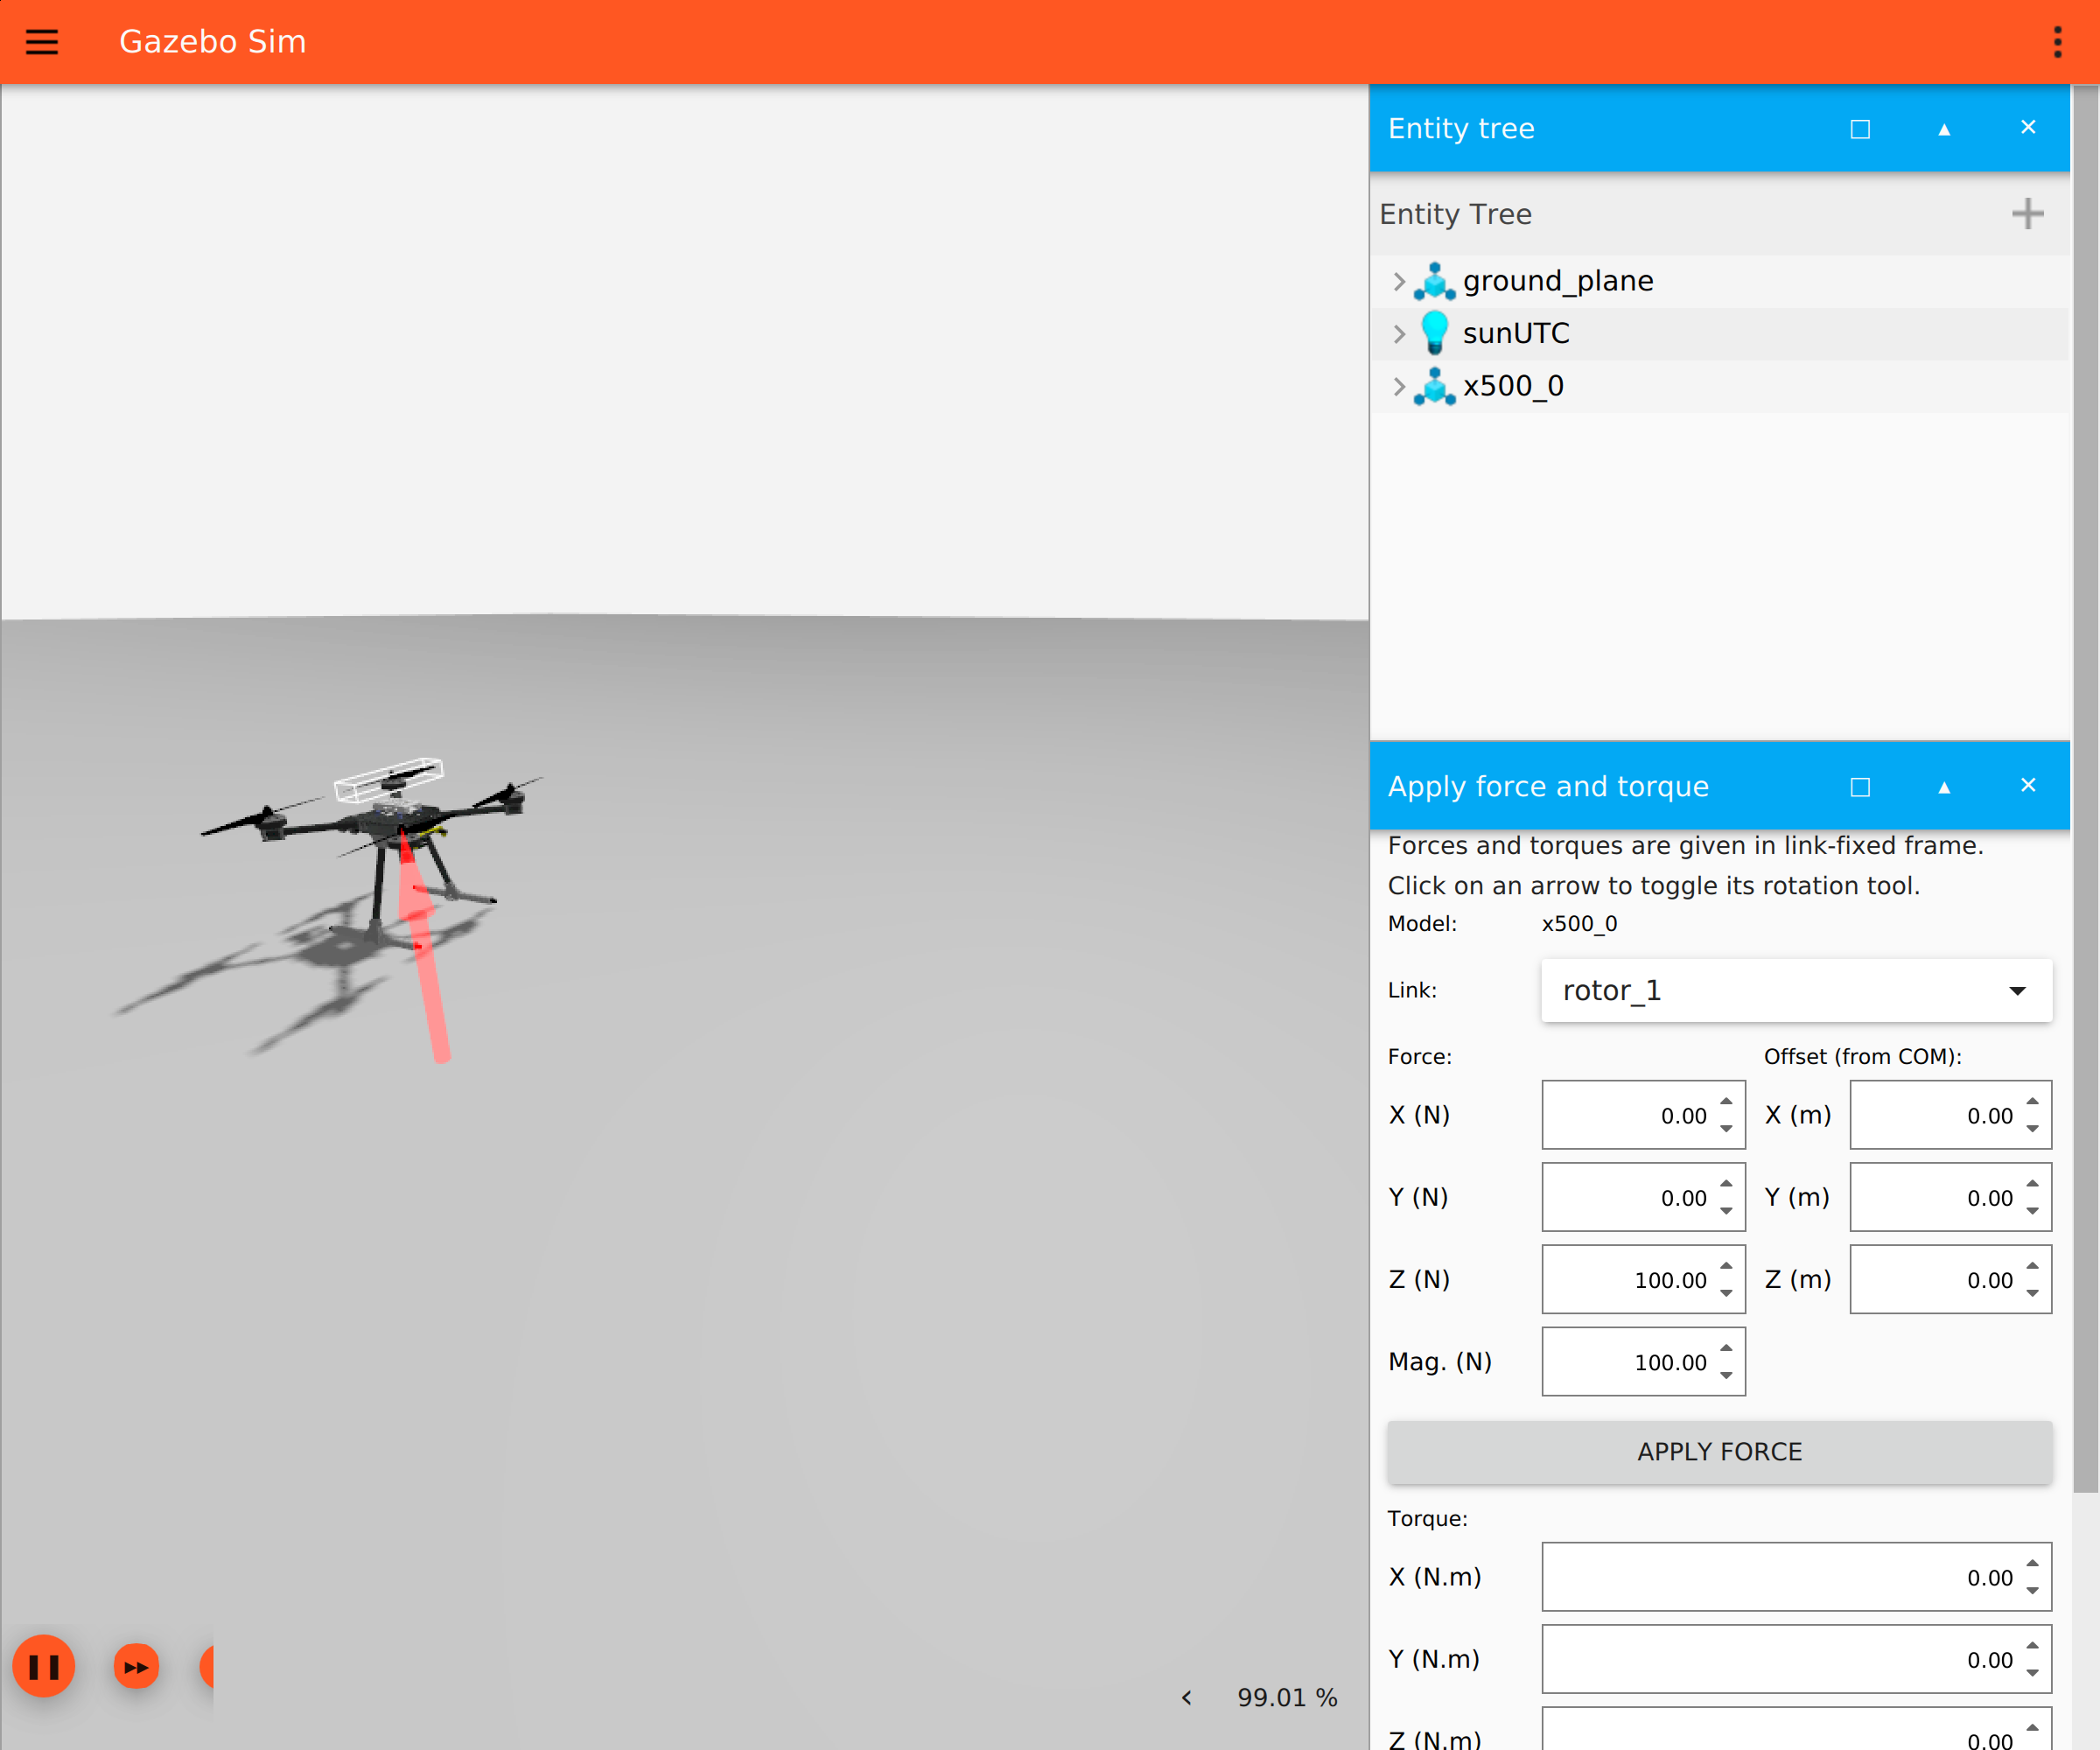 Gazebo Sim
Entity tree
Entity Tree
ground_plane
sunUTC
x500_0
Apply force and torque
Forces and torques are given in link-fixed frame.
Click on an arrow to toggle its rotation tool.
Model: x500_0
Link: rotor_1
Force: Offset (from COM):
X (N) 0.00 X (m) 0.00
Y (N) 0.00 Y (m) 0.00
Z (N) 100.00 Z (m) 0.00
Mag. (N) 100.00
APPLY FORCE
Torque:
X (N.m) 0.00
Y (N.m) 0.00
Z (N.m) 0.00
99.01 %